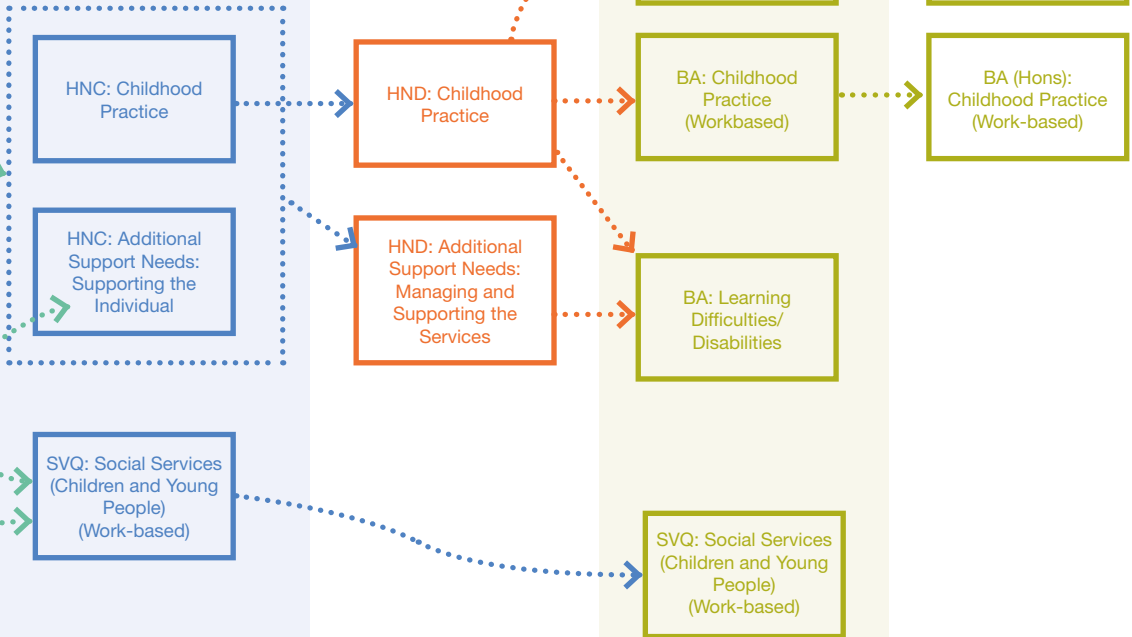 HNC: Childhood
Practice
HND: Childhood
Practice
BA: Childhood
Practice
(Workbased)
BA (Hons):
Childhood Practice
(Work-based)
HNC: Additional
Support Needs:
Supporting the
Individual
HND: Additional
Support Needs:
Managing and
Supporting the
Services
BA: Learning
Difficulties/
Disabilities
SVQ: Social Services
(Children and Young
People)
(Work-based)
SVQ: Social Services
(Children and Young
People)
(Work-based)